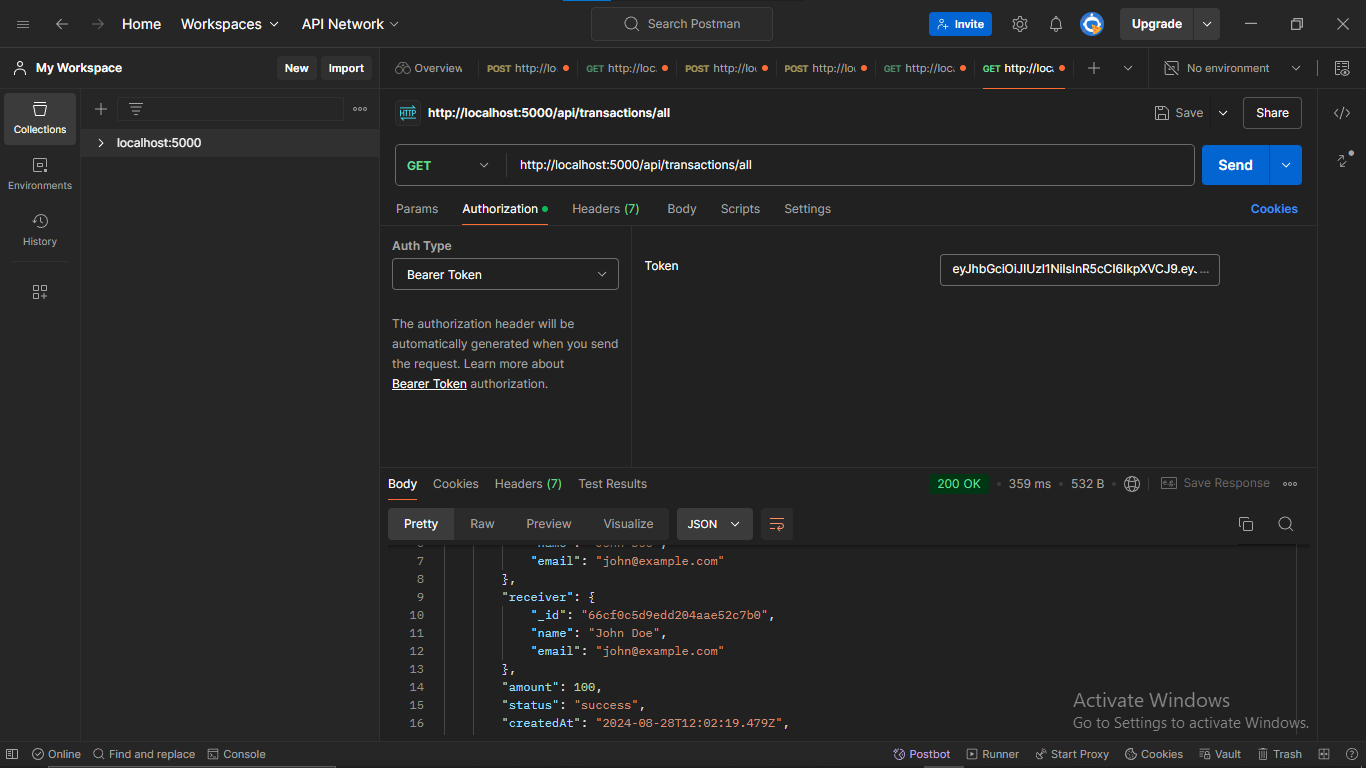 Home Workspaces API Network Search Postman Invite Upgrade
My Workspace New Import Overview POST http://lo GET http://loc. POST http://lo POST http://lo GET http://loc. GET http://loc. No environment
HTTP http://localhost:5000/api/transactions/all Save Share
Collections localhost:5000
GET http://localhost:5000/api/transactions/all Send
Environments
Params Authorization Headers (7) Body Scripts Settings Cookies
History
Auth Type
Bearer Token
Token eyJhbGciOiJIUzI1NiIsInR5cCI6IkpXVCJ9.ey. ...
The authorization header will be
automatically generated when you send
the request. Learn more about
Bearer Token authorization.
Body Cookies Headers (7) Test Results 200 OK 359 ms 532 B e.g. Save Response
Pretty Raw Preview Visualize JSON
7 "email": "john@example.com"
8 },
9 "receiver": {
10 "_id": "66cf0c5d9edd204aae52c7b0",
11 "name": "John Doe",
12 "email": "john@example.com"
13 },
14 "amount": 100,
15 "status": "success",
16 "createdAt": "2024-08-28T12:02:19.479Z",
Activate Windows
Go to Settings to activate Windows.
Online Find and replace Console Postbot Runner Start Proxy Cookies Vault Trash